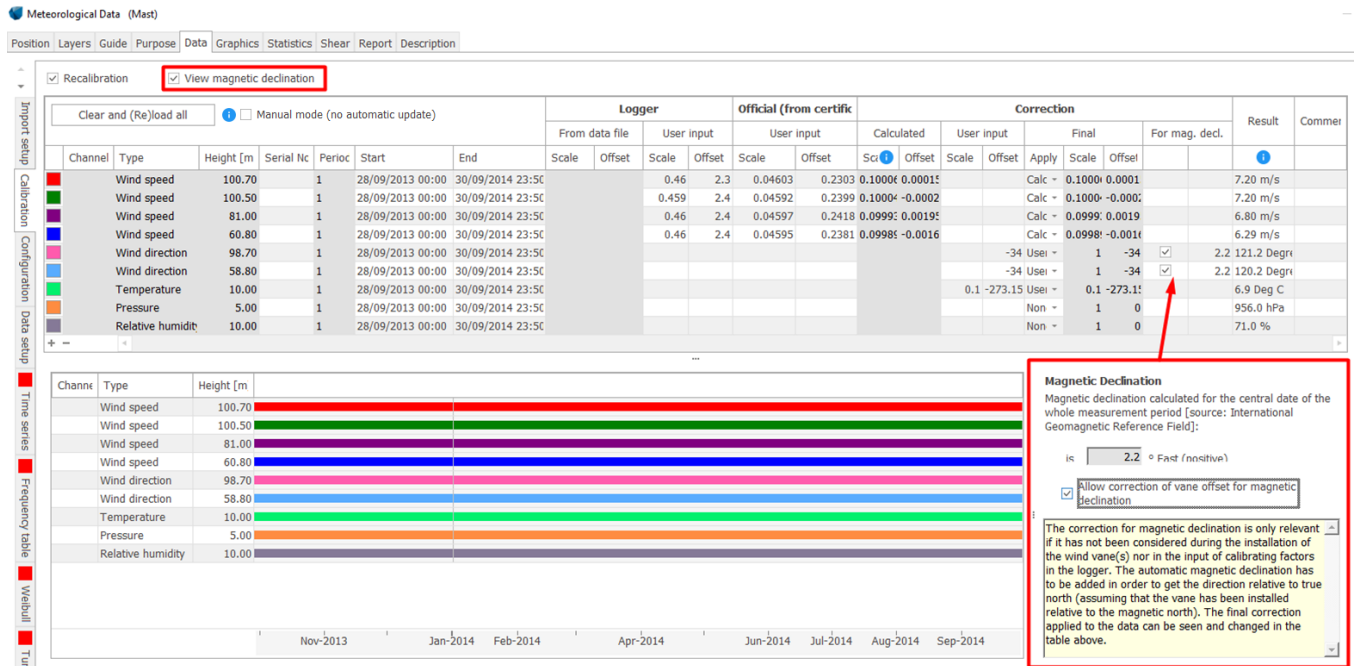 Meteorological Data (Mast)
Position Layers Guide Purpose Data Graphics Statistics Shear Report Description
Recalibration View magnetic declination
Clear and (Re)load all Manual mode (no automatic update)
Logger Official (from certific Correction Result Commer
From data file User input User input Calculated User input Final For mag. decl.
Channel Type Height [m Serial Nc Perioc Start End Scale Offset Scale Offset Scale Offset Offset Scale Offset Apply Scale Offset
Wind speed 100.70 1 28/09/2013 00:00 30/09/2014 23:50 0.46 2.3 0.04603 0.2303 Calc 7.20 m/s
Wind speed 100.50 1 28/09/2013 00:00 30/09/2014 23:50 0.459 2.4 0.04592 0.2399 Calc 7.20 m/s
Wind speed 81.00 1 28/09/2013 00:00 30/09/2014 23:50 0.46 2.4 0.04597 0.2418 Calc 6.80 m/s
Wind speed 60.80 1 28/09/2013 00:00 30/09/2014 23:50 0.46 2.4 0.04595 0.2381 Calc 6.29 m/s
Wind direction 98.70 1 28/09/2013 00:00 30/09/2014 23:50 -34 1 -34 2.2 121.2 Degre
Wind direction 58.80 1 28/09/2013 00:00 30/09/2014 23:50 -34 1 -34 2.2 120.2 Degre
Temperature 10.00 1 28/09/2013 00:00 30/09/2014 23:50 0.1 -273.15 0.1 -273.1 6.9 Deg C
Pressure 5.00 1 28/09/2013 00:00 30/09/2014 23:50 Non 1 0 956.0 hPa
Relative humidit 10.00 1 28/09/2013 00:00 30/09/2014 23:50 Non 1 0 71.0 %
Import setup
Calibration
Configuration
Data setup
Time series
Frequency table
Weibull
Channe Type Height [m
Wind speed 100.70
Wind speed 100.50
Wind speed 81.00
Wind speed 60.80
Wind direction 98.70
Wind direction 58.80
Temperature 10.00
Pressure 5.00
Relative humidity 10.00
Nov-2013 Jan-2014 Feb-2014 Apr-2014 Jun-2014 Jul-2014 Aug-2014 Sep-2014
Magnetic Declination
Magnetic declination calculated for the central date of the
whole measurement period [source: International
Geomagnetic Reference Field]:
is 2.2 º East (positive)
Allow correction of vane offset for magnetic
declination
The correction for magnetic declination is only relevant
if it has not been considered during the installation of
the wind vane(s) nor in the input of calibrating factors
in the logger. The automatic magnetic declination has
to be added in order to get the direction relative to true
north (assuming that the vane has been installed
relative to the magnetic north). The final correction
applied to the data can be seen and changed in the
table above.